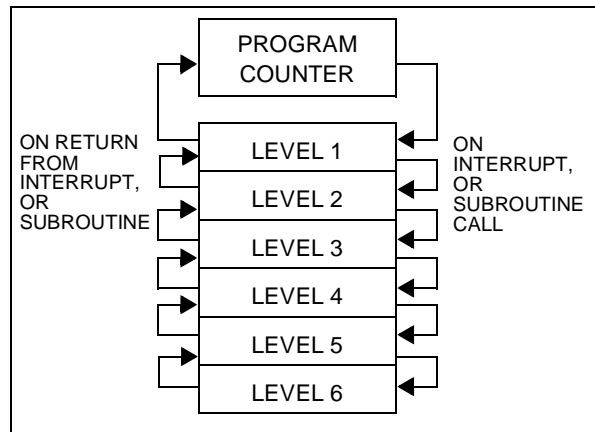 PROGRAM
COUNTER
ON RETURN
FROM
INTERRUPT,
OR
SUBROUTINE
LEVEL 1
LEVEL 2
LEVEL 3
LEVEL 4
LEVEL 5
LEVEL 6
ON
INTERRUPT,
OR
SUBROUTINE
CALL